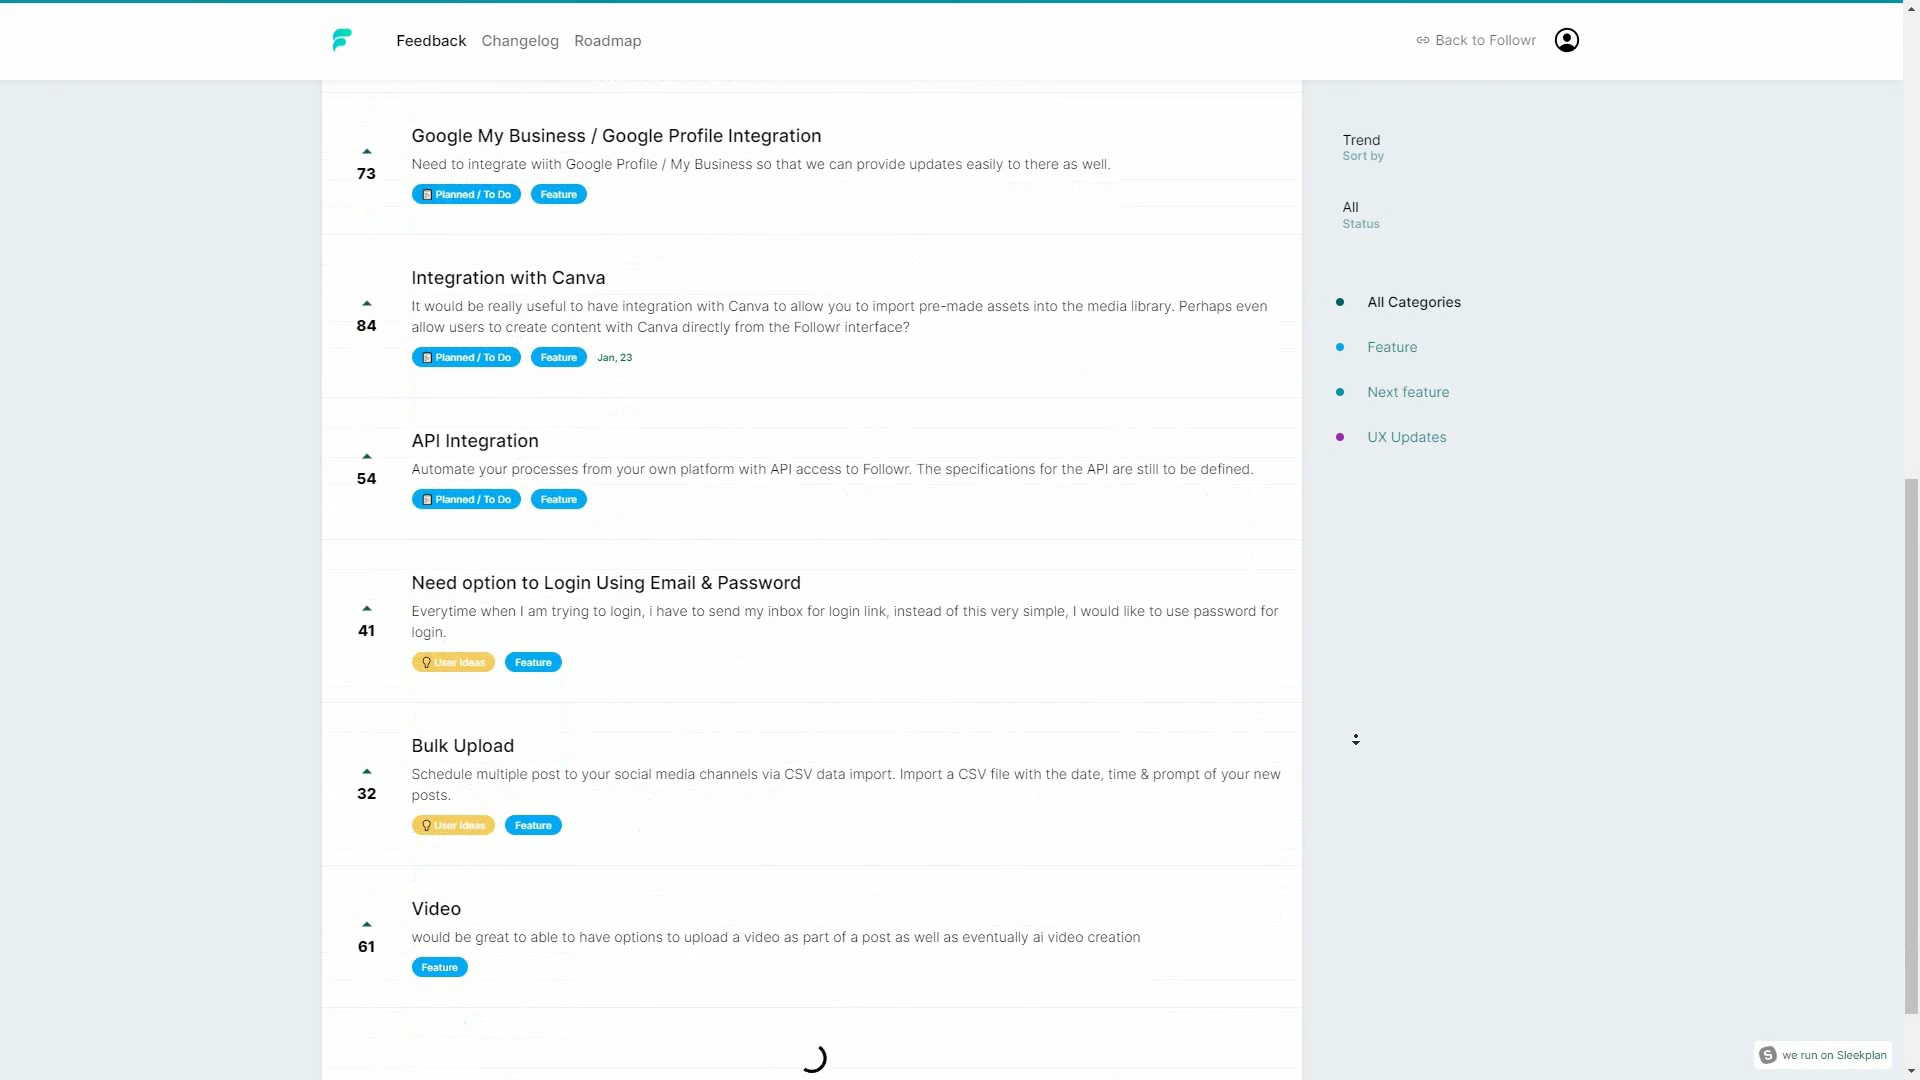 Feedback Changelog Roadmap
Back to Followr
Google My Business / Google Profile Integration
73
Need to integrate wiith Google Profile / My Business so that we can provide updates easily to there as well.
Planned / To Do Feature
Integration with Canva
84
It would be really useful to have integration with Canva to allow you to import pre-made assets into the media library. Perhaps even
allow users to create content with Canva directly from the Followr interface?
Planned / To Do Feature Jan, 23
API Integration
54
Automate your processes from your own platform with API access to Followr. The specifications for the API are still to be defined.
Planned / To Do Feature
Need option to Login Using Email & Password
41
Everytime when I am trying to login, i have to send my inbox for login link, instead of this very simple, I would like to use password for
login.
User Ideas Feature
Bulk Upload
32
Schedule multiple post to your social media channels via CSV data import. Import a CSV file with the date, time & prompt of your new
posts.
User Ideas Feature
Video
61
would be great to able to have options to upload a video as part of a post as well as eventually ai video creation
Feature
Trend
Sort by
All
Status
All Categories
Feature
Next feature
UX Updates
S we run on Sleekplan